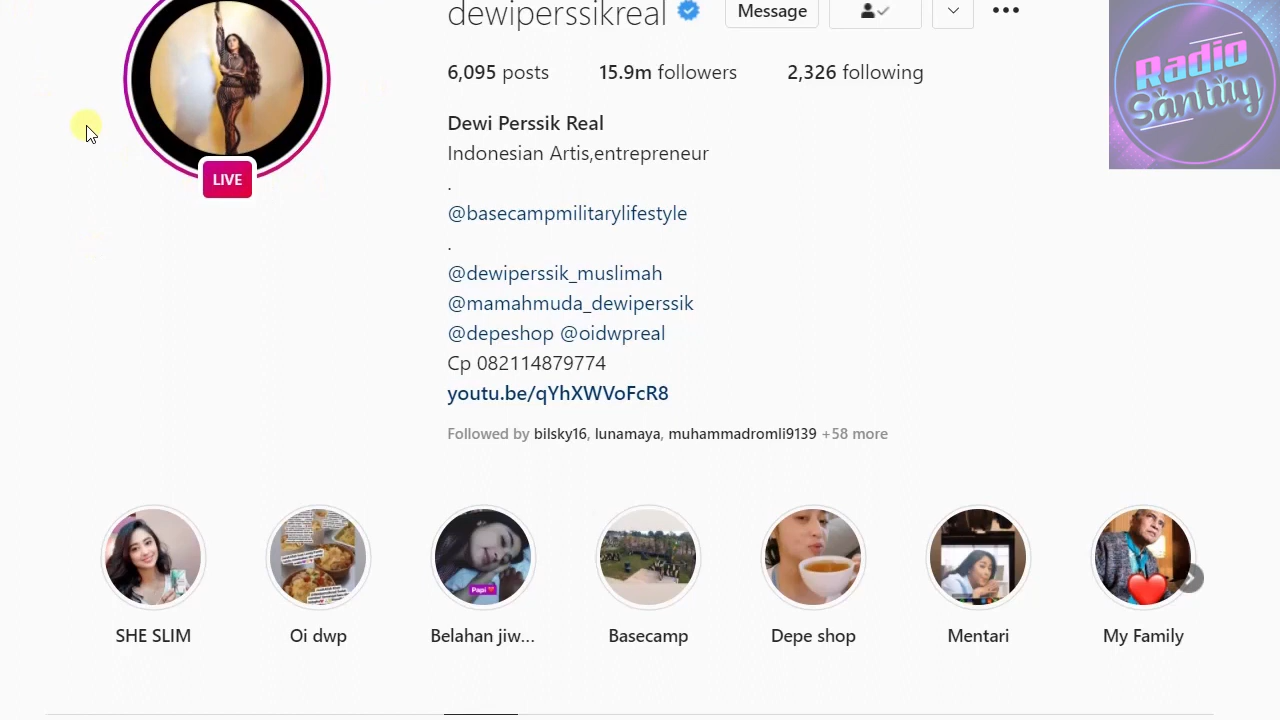 dewiperssikreal
Message
Radio
Santuy
6,095 posts
15.9m followers
2,326 following
Dewi Perssik Real
Indonesian Artis,entrepreneur
.
@basecampmilitarylifestyle
.
@dewiperssik_muslimah
@mamahmuda_dewiperssik
@depeshop @oidwpreal
Cp 082114879774
youtu.be/qYhXWVoFcR8
Followed by bilsky16, lunamaya, muhammadromli9139 +58 more
LIVE
Papi
SHE SLIM
Oi dwp
Belahan jiw...
Basecamp
Depe shop
Mentari
My Family